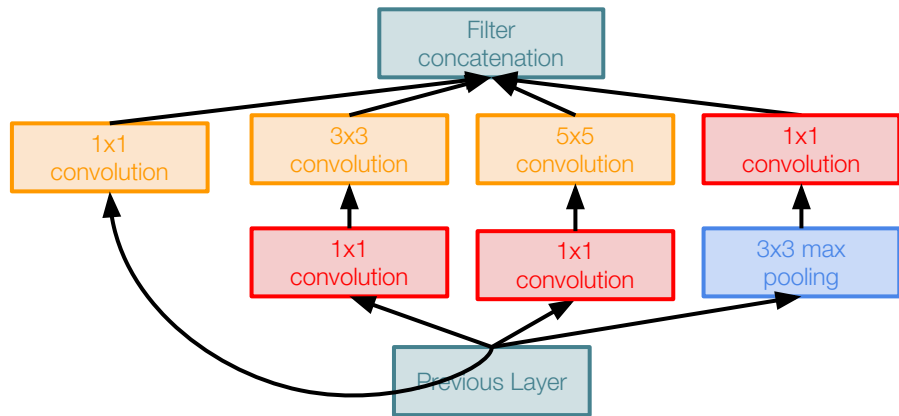 Filter
concatenation
1x1
convolution
3x3
convolution
5x5
convolution
1x1
convolution
1x1
convolution
1x1
convolution
3x3 max
pooling
Previous Layer